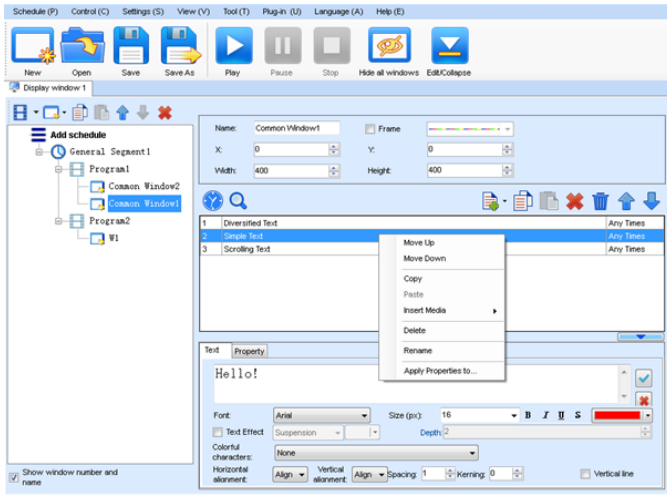 Schedule (P) Control (C) Settings (S) View (V) Tool (T) Plug-in (U) Language (A) Help (E)
New Open Save Save As Play Pause Stop Hide all windows Edit/Collapse
Display window 1
Add schedule
General Segment1
Program1
Common Window2
Common Window1
Program2
W1
Show window number and
name
Name: Common Window1 Frame
X: 0 Y: 0
Width: 400 Height: 400
1 Diversified Text Any Times
2 Simple Text Any Times
3 Scrolling Text Any Times
Move Up
Move Down
Copy
Paste
Insert Media
Delete
Rename
Apply Properties to...
Text Property
Hello!
Font: Arial Size (px): 16 B I U S
Text Effect Suspension Depth: 2
Colorful
characters: None
Horizontal
alignment: Align Vertical
alignment: Align Spacing: 1 Kerning: 0 Vertical line